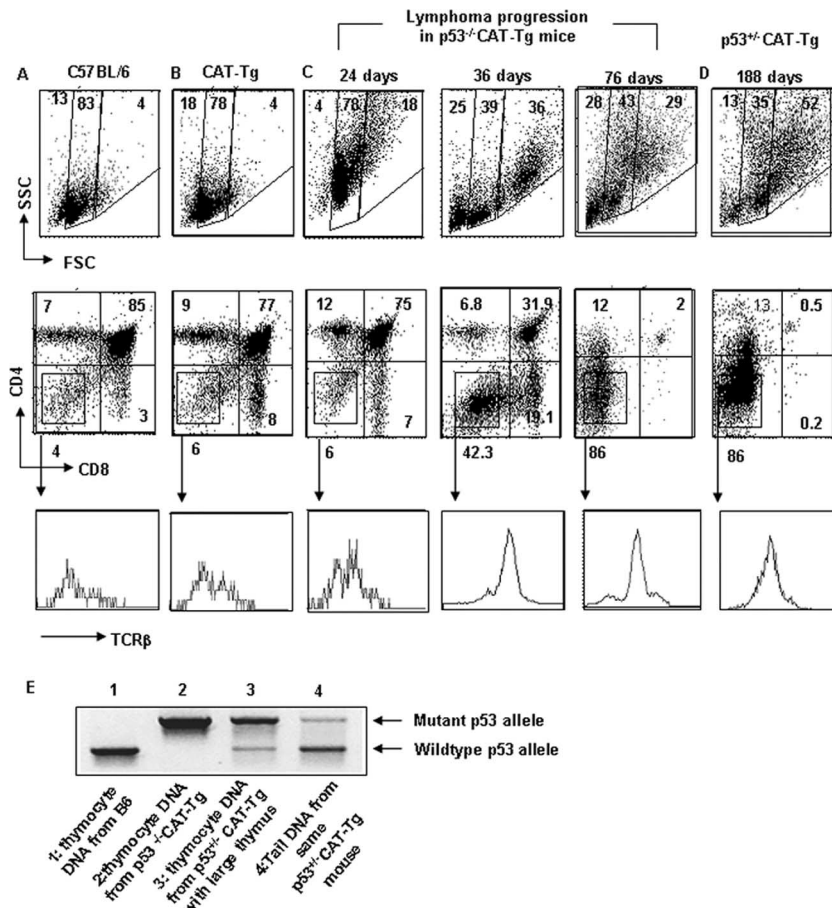 Lymphoma progression
in p53-/-CAT-Tg mice
p53+/-CAT-Tg
A C57BL/6 B CAT-Tg C 24 days 36 days 76 days D 188 days
13 83 4 18 78 4 4 78 18 25 39 36 28 43 29 13 35 52
SSC
FSC
7 85 9 77 12 75 6.8 31.9 12 2 13 0.5
CD4
3 8 7 19.1 0.2
4 6 6 42.3 86 86
CD8
TCRβ
E 1 2 3 4
Mutant p53 allele
Wildtype p53 allele
1: thymocyte
DNA from B6
2:thymocyte DNA
from p53 -/-CAT-Tg
3: thymocyte DNA
from p53+/- CAT-Tg
with large thymus
4:Tail DNA from
same
p53+/-CAT-Tg
mouse